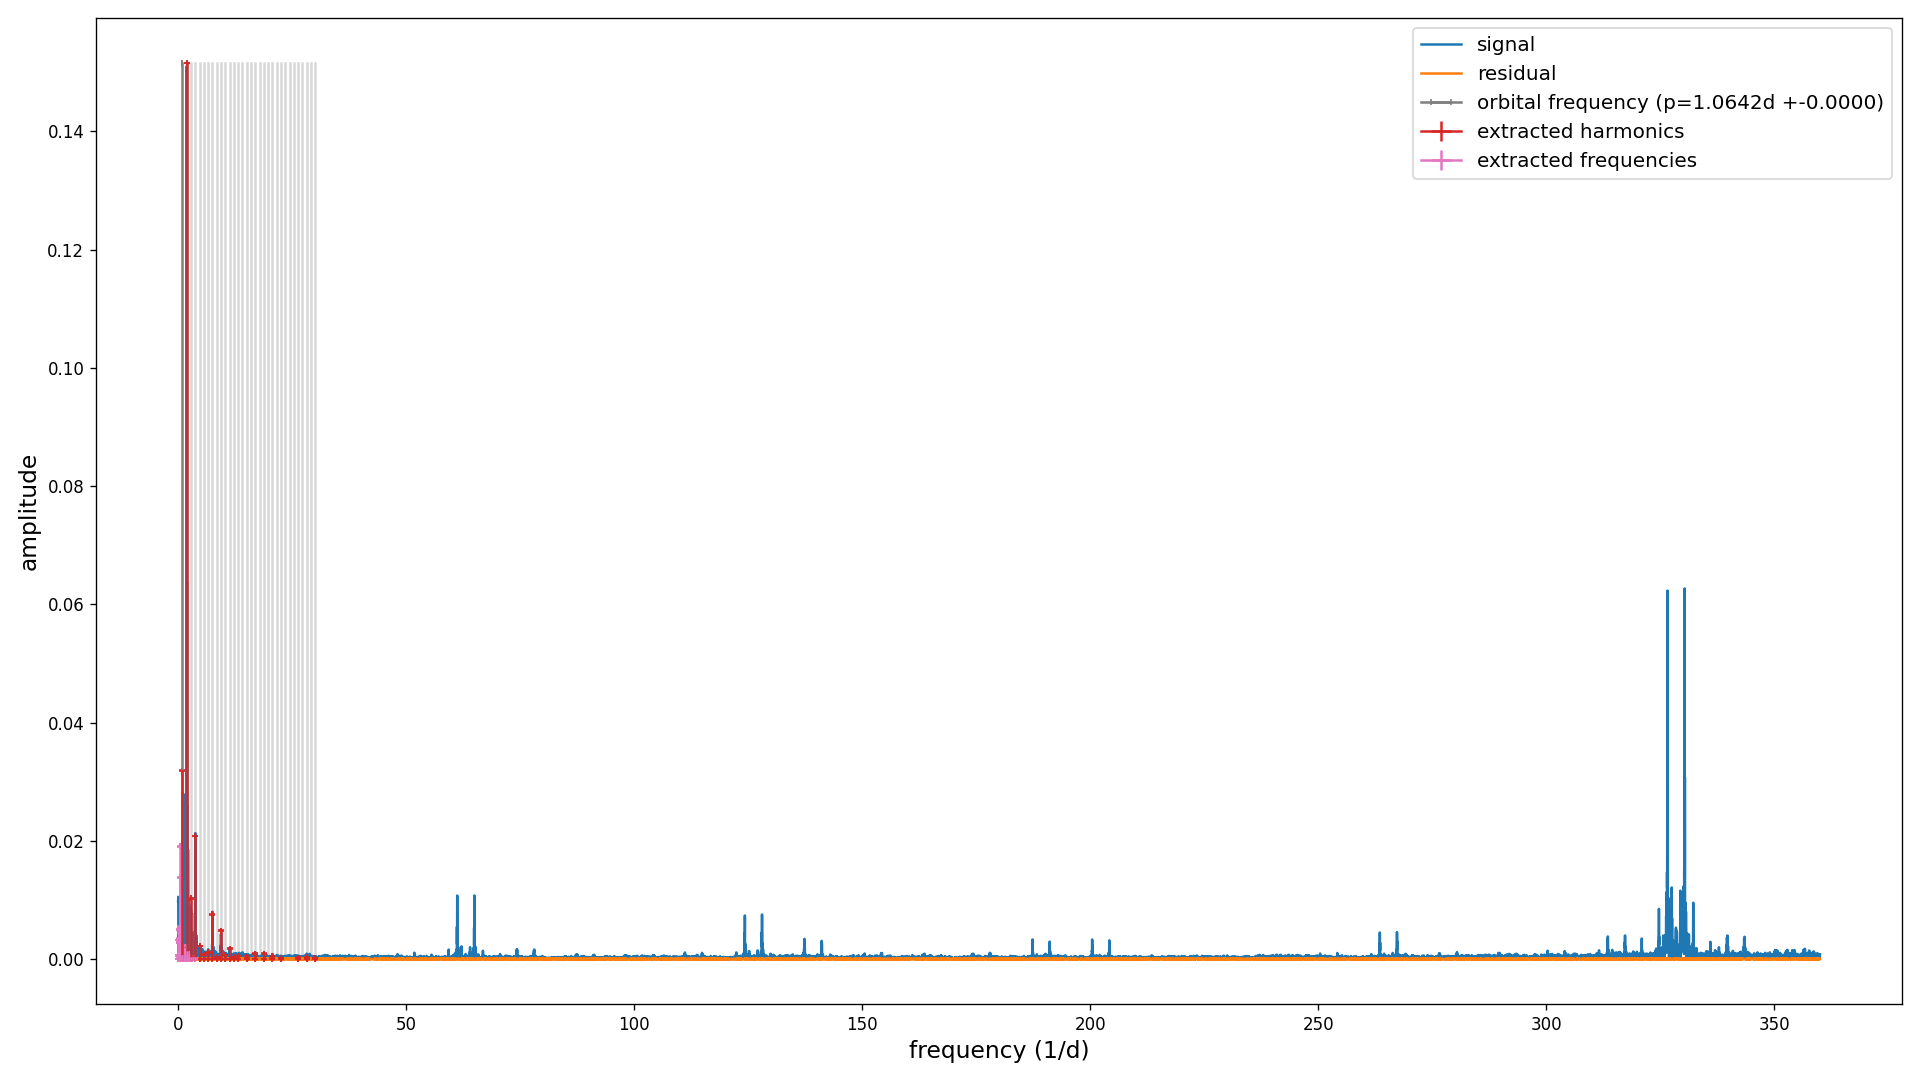 signal
residual
orbital frequency (p=1.0642d +-0.0000)
extracted harmonics
extracted frequencies
0.14
0.12
0.10
0.08
0.06
0.04
0.02
0.00
amplitude
0 50 100 150 200 250 300 350
frequency (1/d)